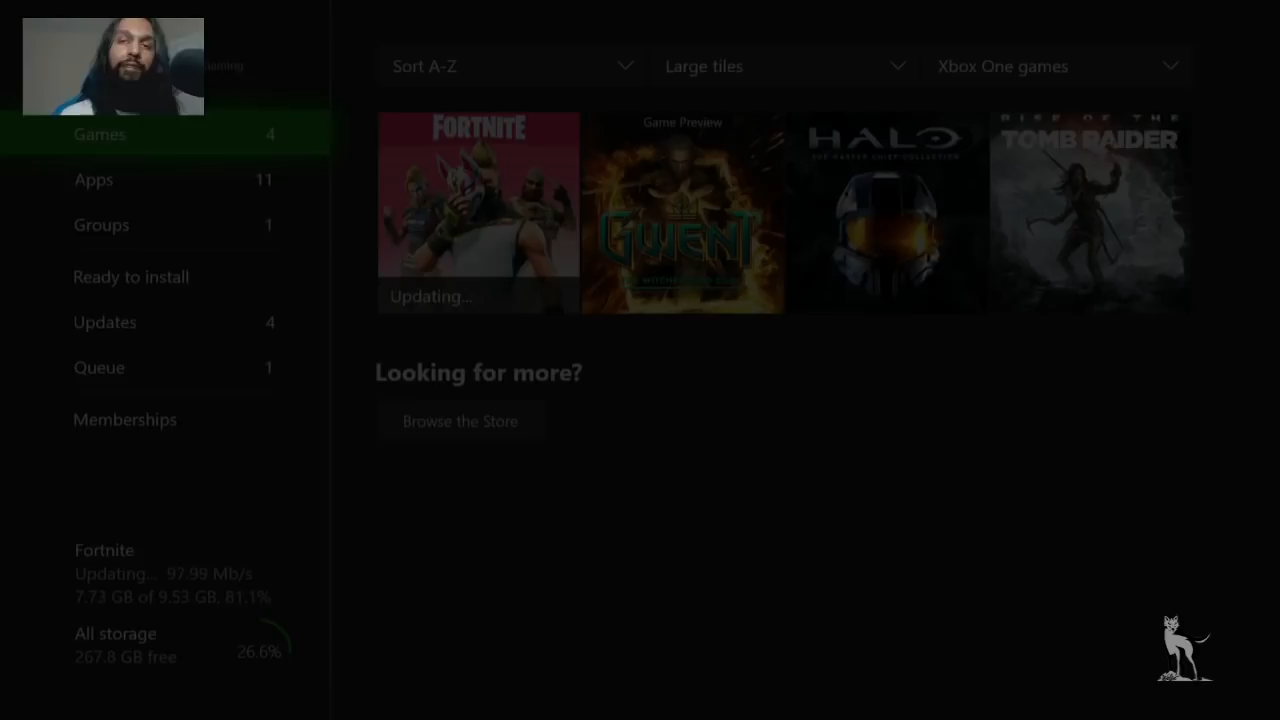 Sort A-Z
Large tiles
Xbox One games
Games 4
Apps 11
Groups 1
Ready to install
Updates 4
Queue 1
Memberships
FORTNITE
Updating...
Game Preview
GWENT
HALO
THE MASTER CHIEF COLLECTION
RISE OF THE
TOMB RAIDER
Looking for more?
Browse the Store
Fortnite
Updating... 97.99 Mb/s
7.73 GB of 9.53 GB, 81.1%
All storage
267.8 GB free
26.6%